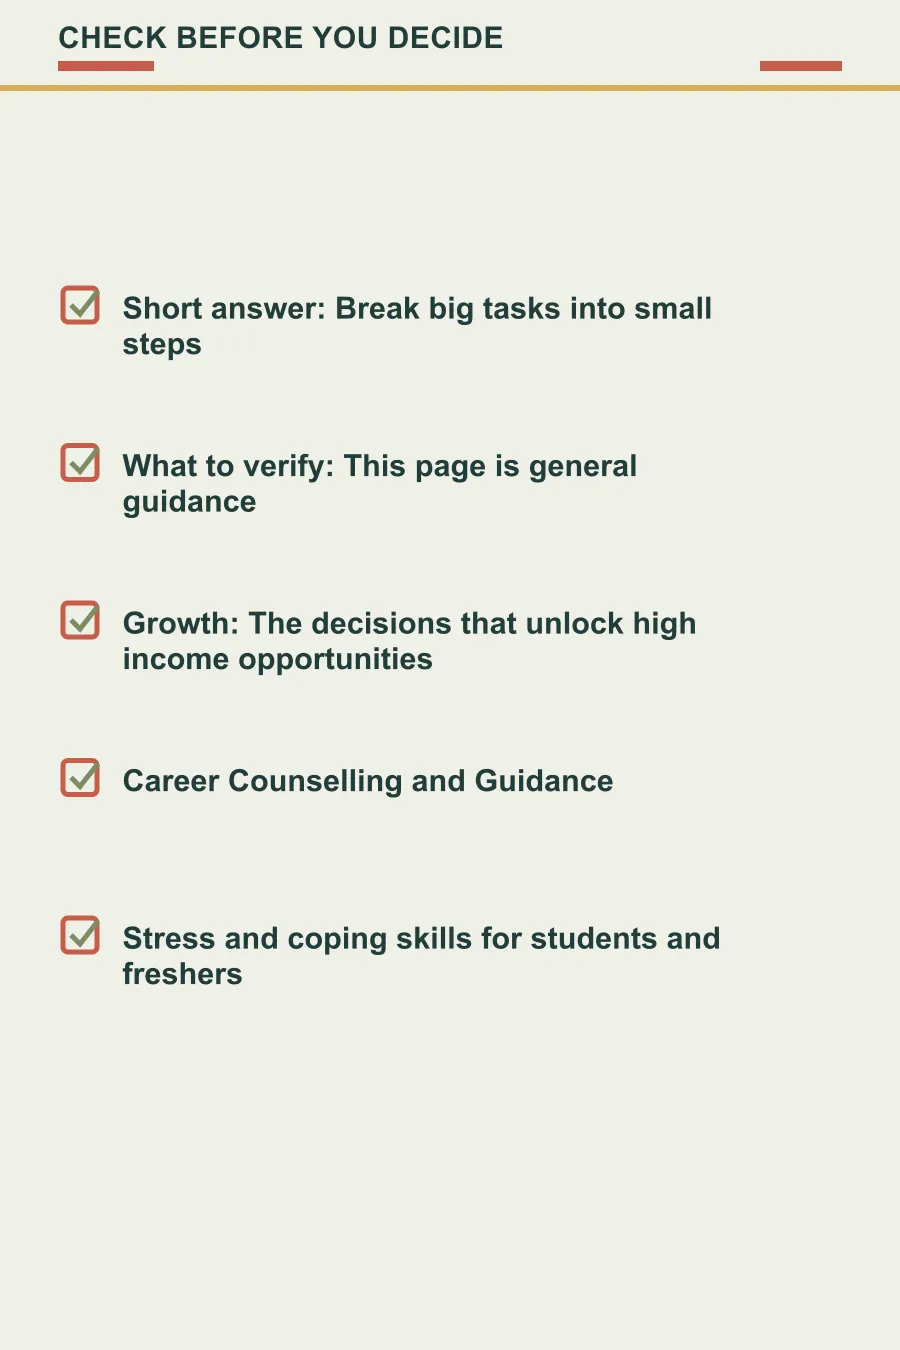 CHECK BEFORE YOU DECIDE
Short answer: Break big tasks into small
steps
What to verify: This page is general
guidance
Growth: The decisions that unlock high
income opportunities
Career Counselling and Guidance
Stress and coping skills for students and
freshers